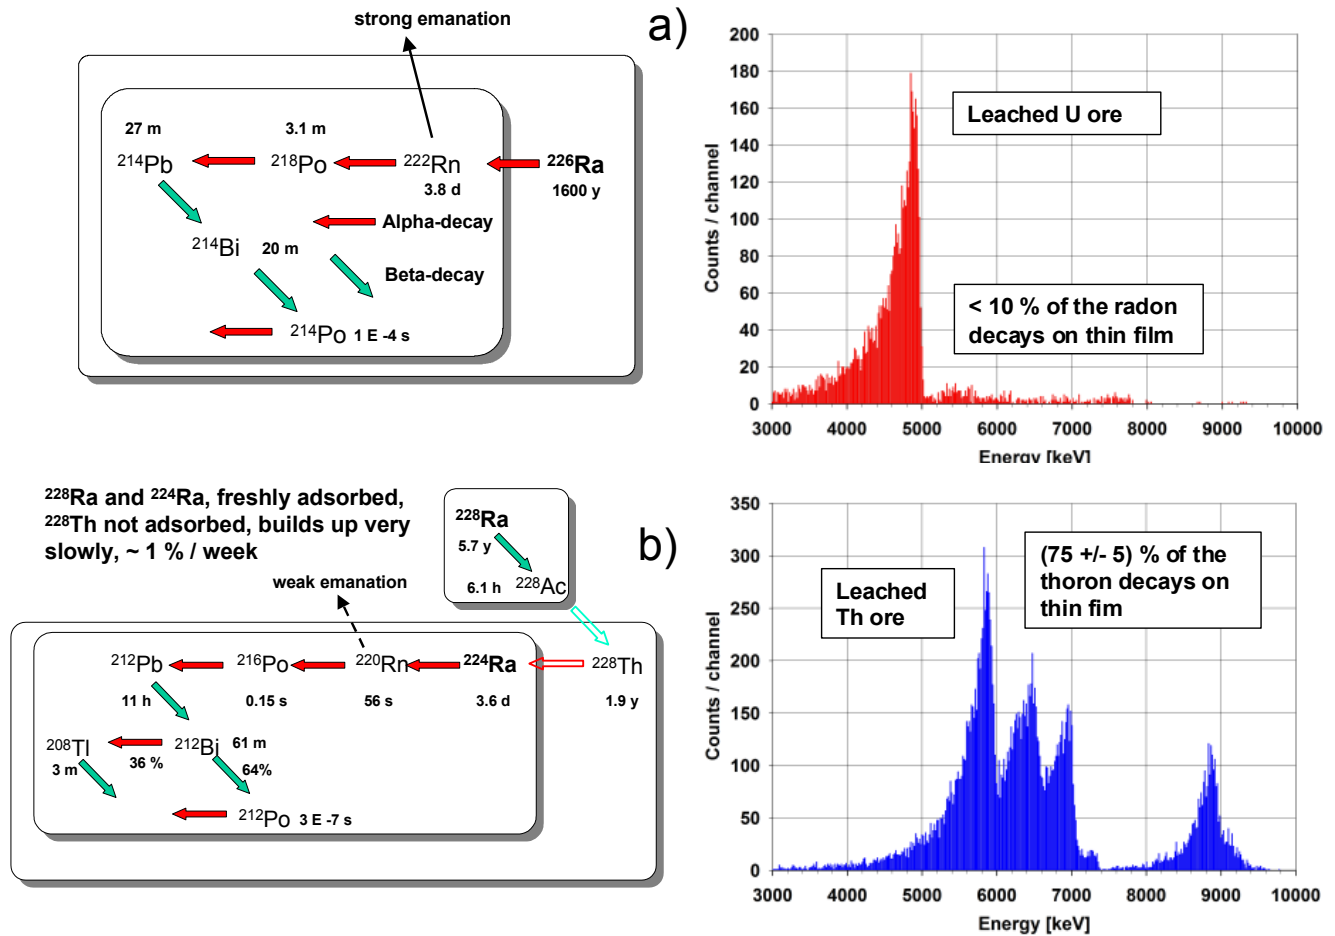 strong emanation
a)
27 m
3.1 m
²¹⁴Pb
²¹⁸Po
²²²Rn
²²⁶Ra
3.8 d
1600 y
Alpha-decay
²¹⁴Bi
20 m
Beta-decay
²¹⁴Po 1 E -4 s
Counts / channel
200
180
160
140
120
100
80
60
40
20
0
Leached U ore
< 10 % of the radon
decays on thin film
3000 4000 5000 6000 7000 8000 9000 10000
Energy [keV]
²²⁸Ra and ²²⁴Ra, freshly adsorbed,
²²⁸Th not adsorbed, builds up very
slowly, ~ 1 % / week
weak emanation
²²⁸Ra
5.7 y
6.1 h ²²⁸Ac
b)
²¹²Pb
²¹⁶Po
²²⁰Rn
²²⁴Ra
²²⁸Th
11 h
0.15 s
56 s
3.6 d
1.9 y
²⁰⁸Tl
²¹²Bi
61 m
3 m
36 %
64%
²¹²Po 3 E -7 s
Counts / channel
350
300
250
200
150
100
50
0
Leached
Th ore
(75 +/- 5) % of the
thoron decays on
thin fim
3000 4000 5000 6000 7000 8000 9000 10000
Energy [keV]